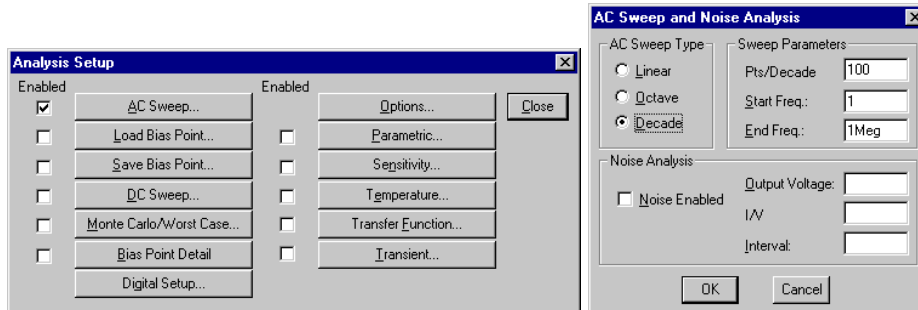 Analysis Setup
Enabled
Enabled
AC Sweep...
Options...
Close
Load Bias Point...
Parametric...
Save Bias Point...
Sensitivity...
DC Sweep...
Temperature...
Monte Carlo/Worst Case...
Transfer Function...
Bias Point Detail
Transient...
Digital Setup...
AC Sweep and Noise Analysis
AC Sweep Type
Linear
Octave
Decade
Sweep Parameters
Pts/Decade 100
Start Freq.: 1
End Freq.: 1Meg
Noise Analysis
Noise Enabled
Output Voltage:
I/V
Interval:
OK
Cancel